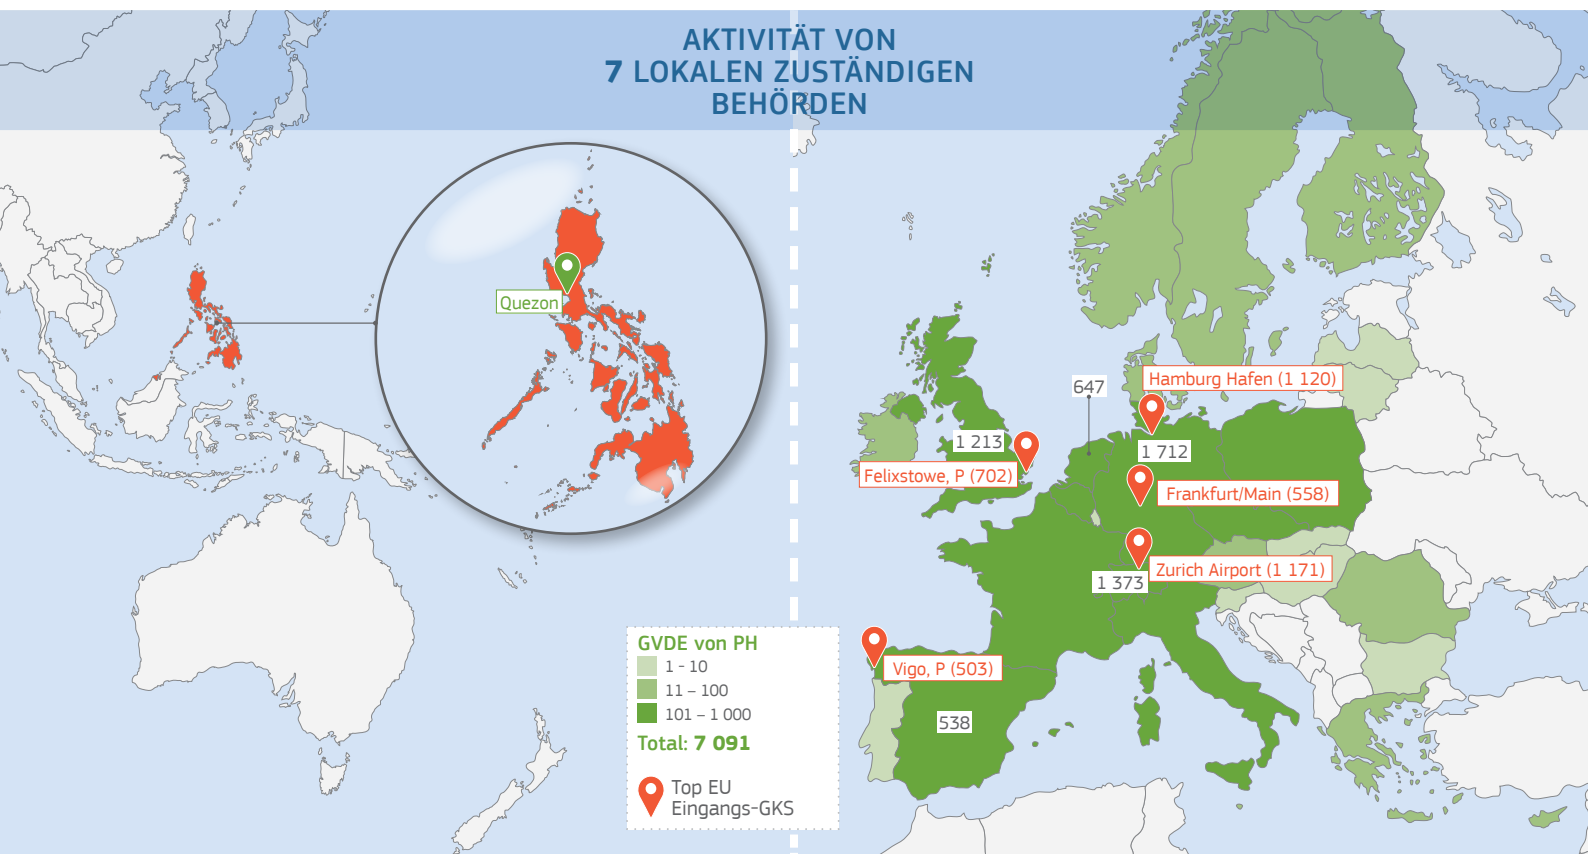 AKTIVITÄT VON
7 LOKALEN ZUSTÄNDIGEN
BEHÖRDEN
Quezon
647
Hamburg Hafen (1 120)
1 213
1 712
Felixstowe, P (702)
Frankfurt/Main (558)
Zurich Airport (1 171)
1 373
Vigo, P (503)
538
GVDE von PH
1 - 10
11 – 100
101 – 1 000
Total: 7 091
Top EU
Eingangs-GKS